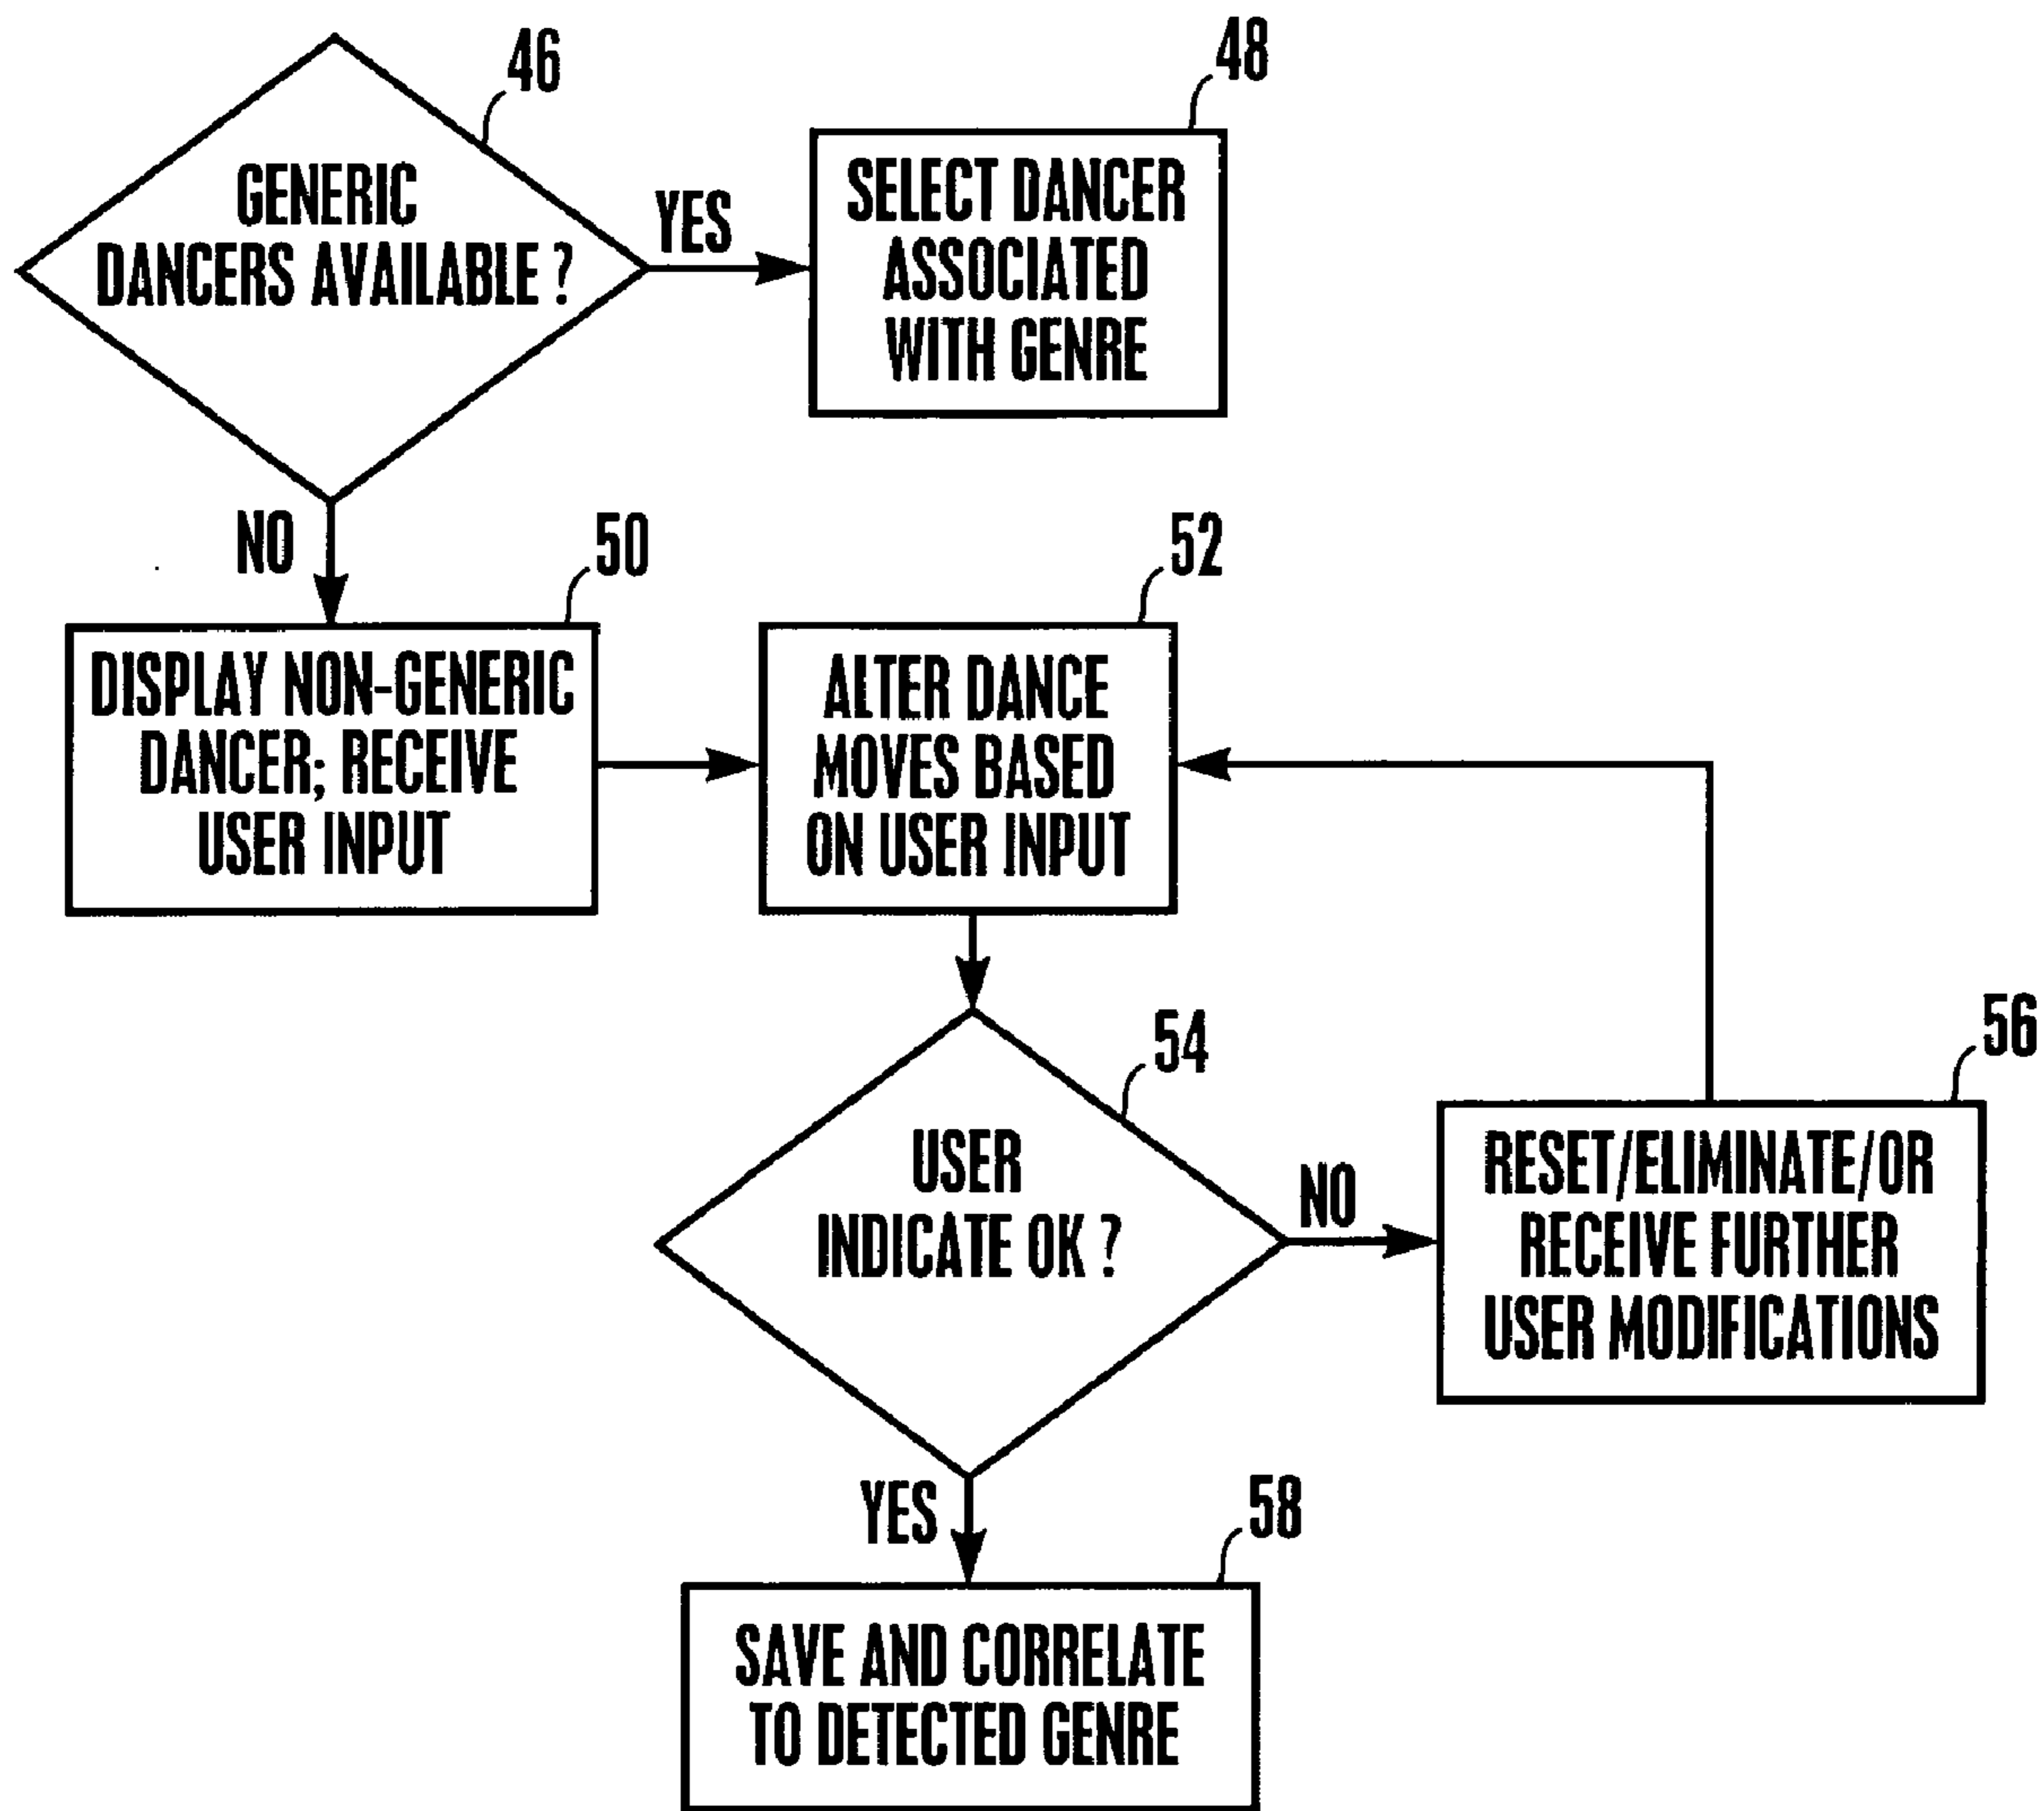 46
GENERIC
DANCERS AVAILABLE ?
YES
48
SELECT DANCER
ASSOCIATED
WITH GENRE
NO
50
DISPLAY NON-GENERIC
DANCER; RECEIVE
USER INPUT
52
ALTER DANCE
MOVES BASED
ON USER INPUT
54
USER
INDICATE OK ?
NO
56
RESET/ELIMINATE/OR
RECEIVE FURTHER
USER MODIFICATIONS
YES
58
SAVE AND CORRELATE
TO DETECTED GENRE